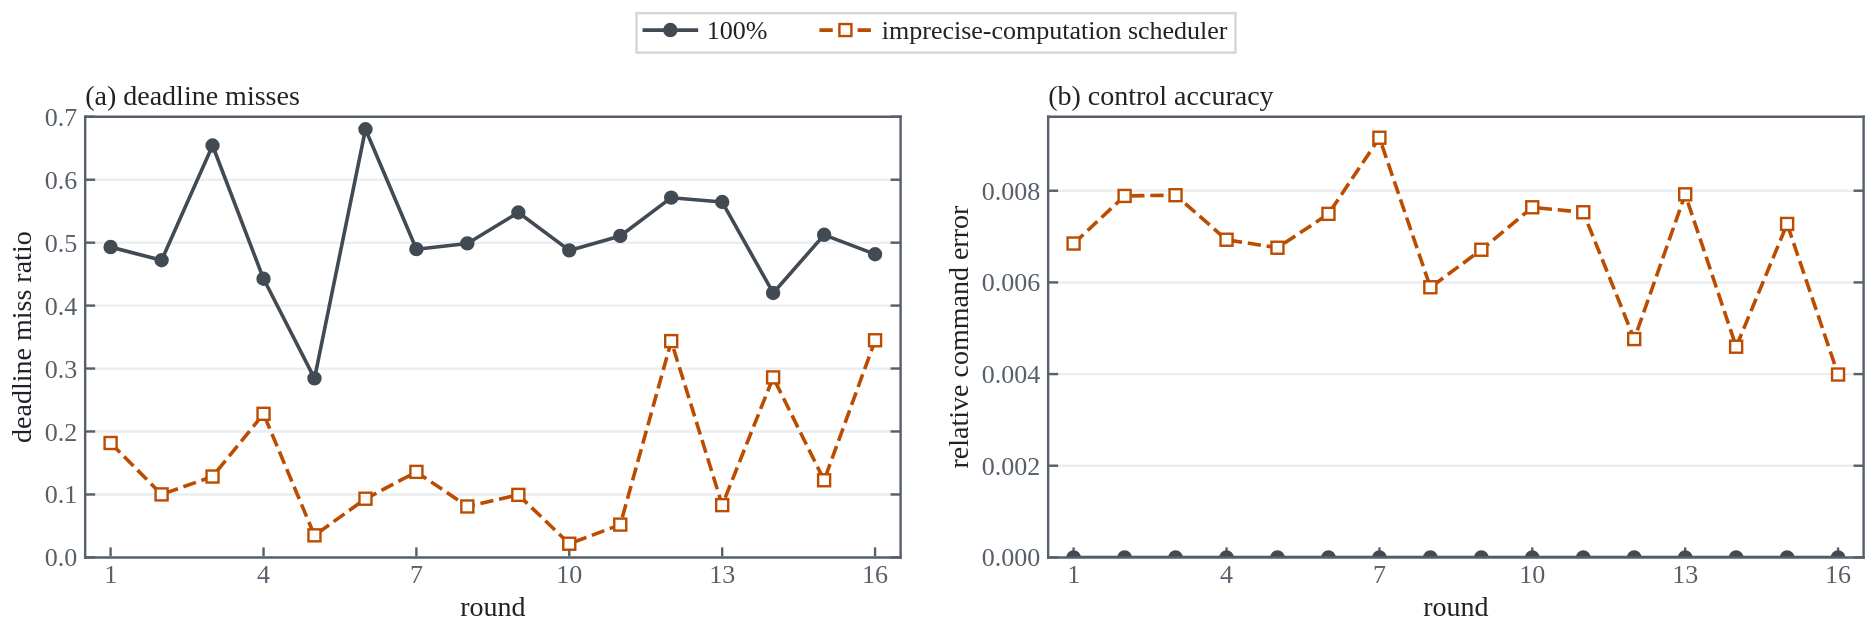 100%
imprecise-computation scheduler
(a) deadline misses
deadline miss ratio
0.7
0.6
0.5
0.4
0.3
0.2
0.1
0.0
1 4 7 10 13 16
round
(b) control accuracy
relative command error
0.008
0.006
0.004
0.002
0.000
1 4 7 10 13 16
round